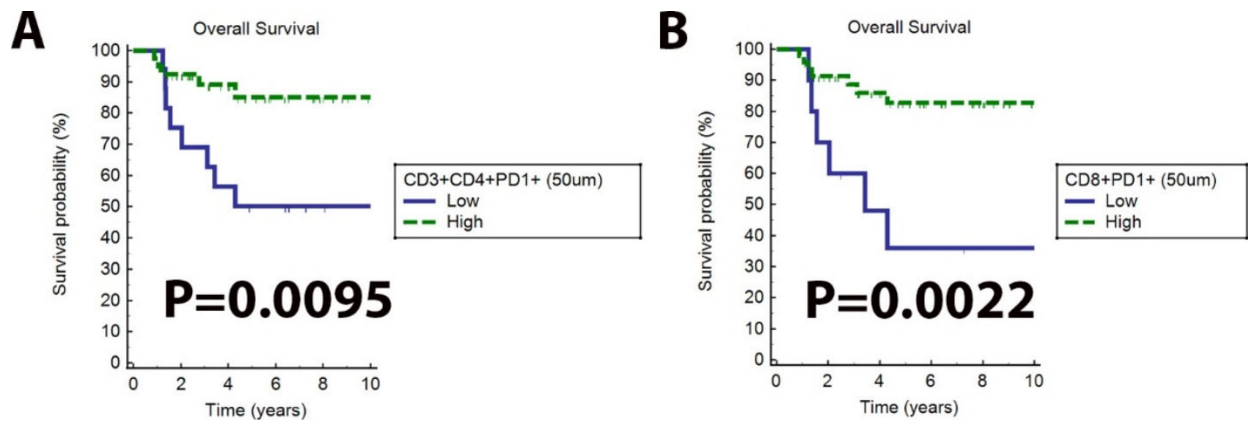 A
Overall Survival
Survival probability (%)
100
90
80
70
60
50
40
30
20
10
0
0 2 4 6 8 10
Time (years)
CD3+CD4+PD1+ (50um)
Low
High
P=0.0095
B
Overall Survival
Survival probability (%)
100
90
80
70
60
50
40
30
20
10
0
0 2 4 6 8 10
Time (years)
CD8+PD1+ (50um)
Low
High
P=0.0022